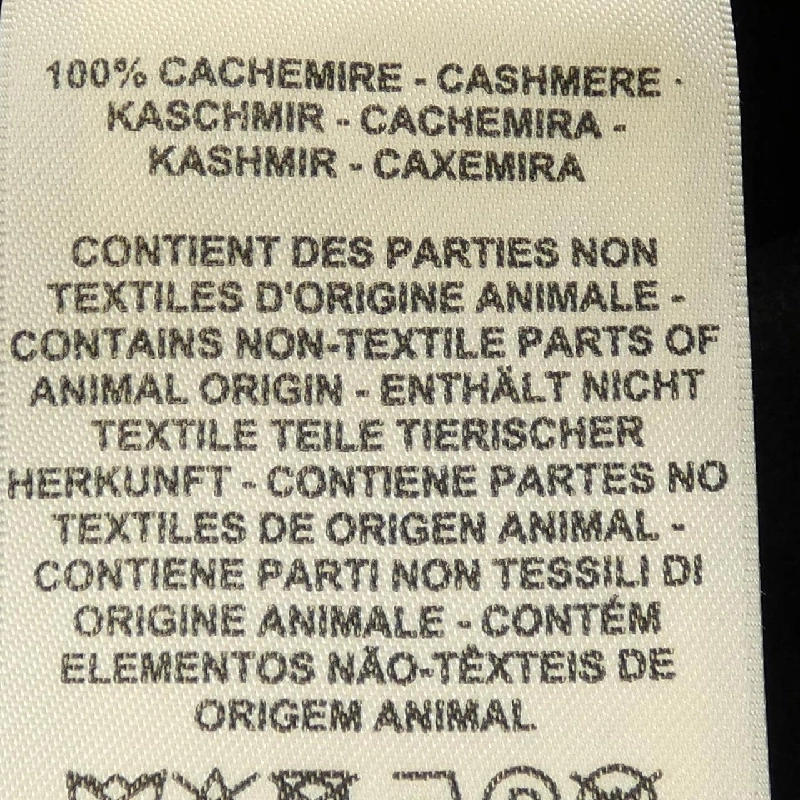 100% CACHEMIRE - CASHMERE -
KASCHMIR - CACHEMIRA -
KASHMIR - CAXEMIRA
CONTIENT DES PARTIES NON
TEXTILES D'ORIGINE ANIMALE -
CONTAINS NON-TEXTILE PARTS OF
ANIMAL ORIGIN - ENTHÄLT NICHT
TEXTILE TEILE TIERISCHER
HERKUNFT - CONTIENE PARTES NO
TEXTILES DE ORIGEN ANIMAL -
CONTIENE PARTI NON TESSILI DI
ORIGINE ANIMALE - CONTÉM
ELEMENTOS NÃO-TÊXTEIS DE
ORIGEM ANIMAL
P